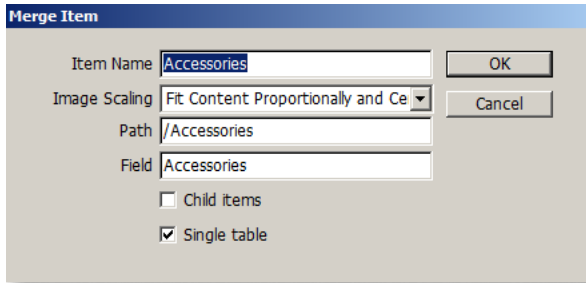 Merge Item
Item Name Accessories OK
Image Scaling Fit Content Proportionally and Ce Cancel
Path /Accessories
Field Accessories
Child items
Single table